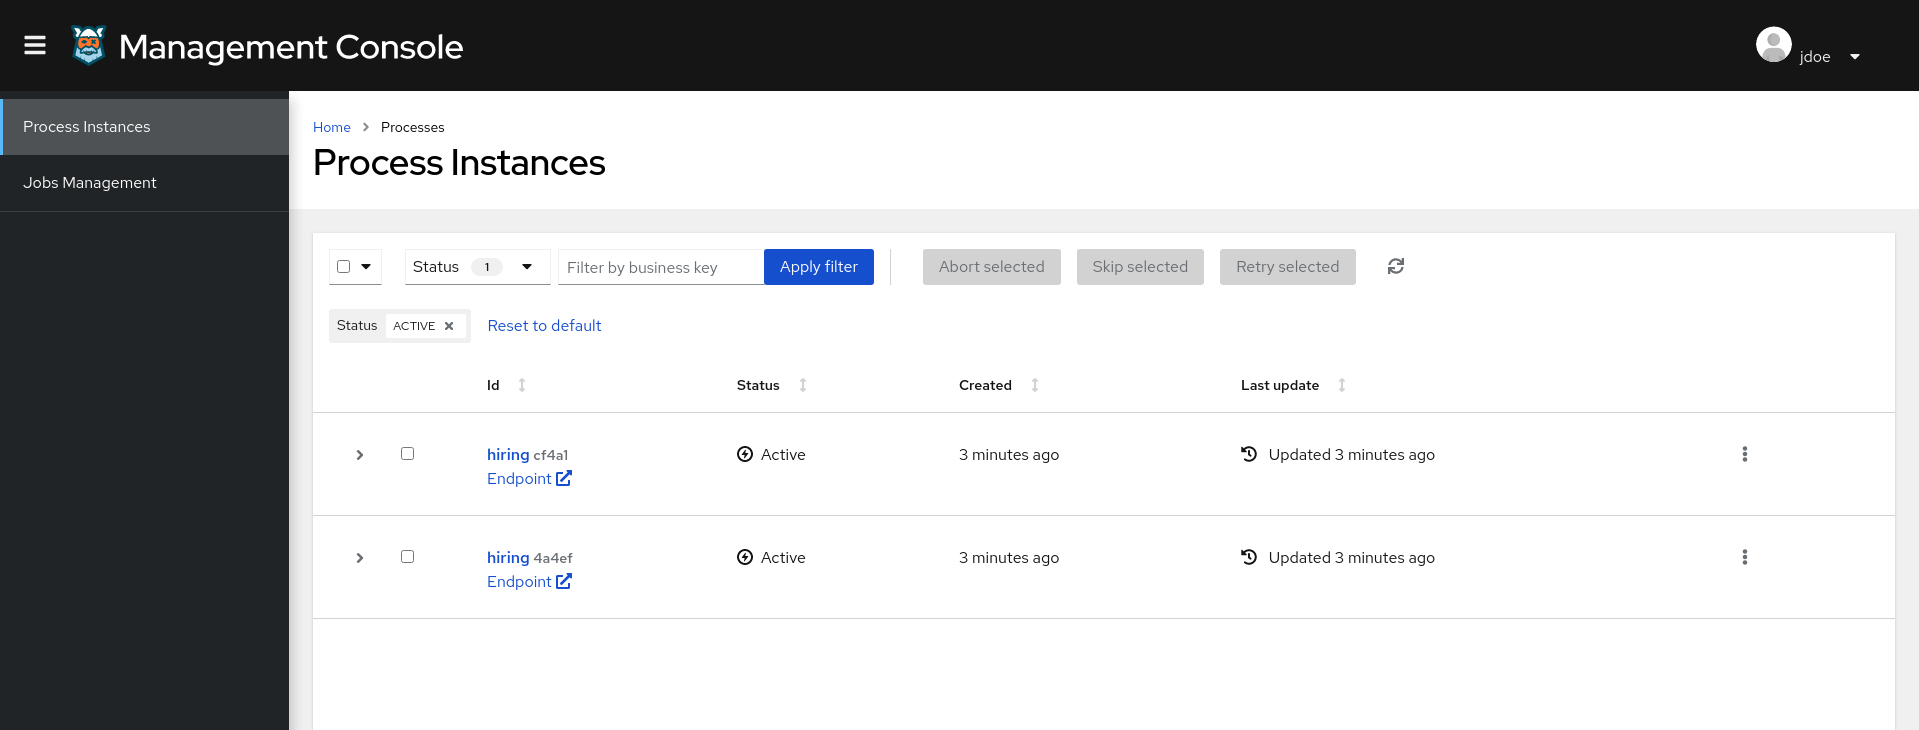 Management Console
jdoe
Process Instances
Jobs Management
Home Processes
Process Instances
Status 1 Filter by business key Apply filter Abort selected Skip selected Retry selected
Status ACTIVE Reset to default
Id Status Created Last update
hiring cf4a1 Active 3 minutes ago Updated 3 minutes ago
Endpoint
hiring 4a4ef Active 3 minutes ago Updated 3 minutes ago
Endpoint